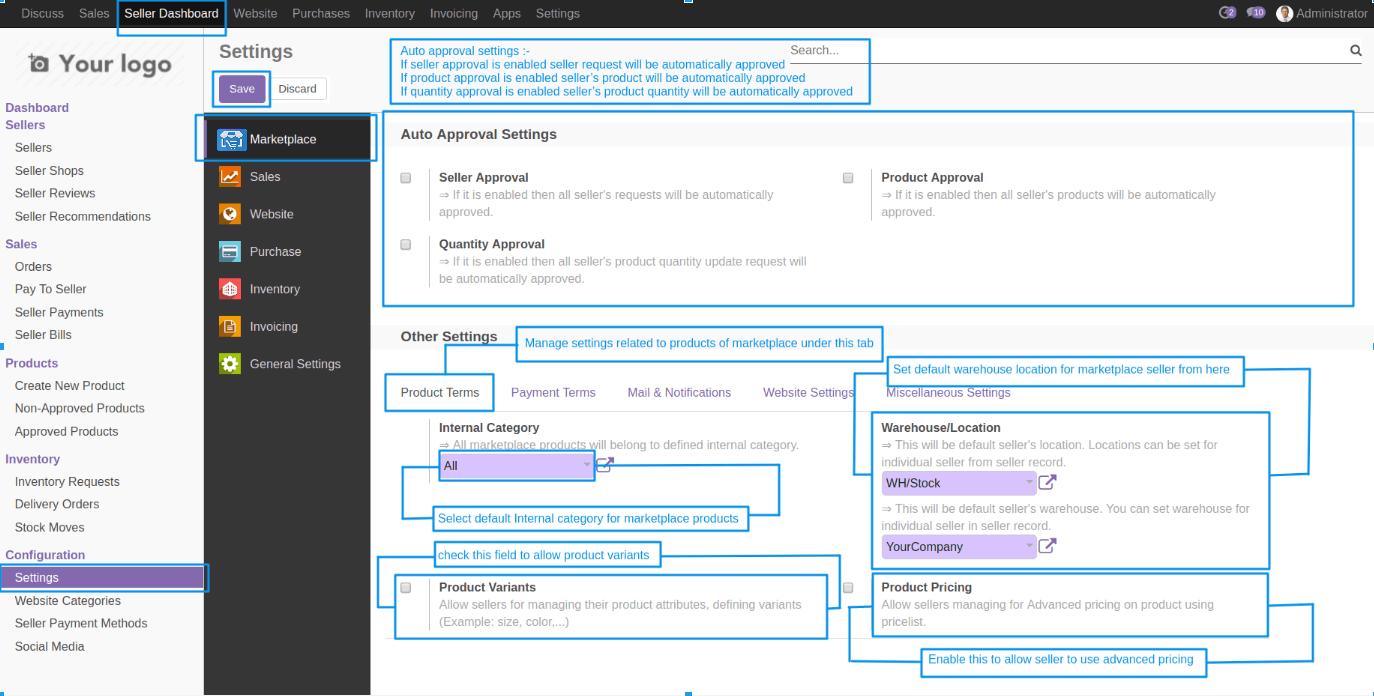 Discuss Sales Seller Dashboard Website Purchases Inventory Invoicing Apps Settings 2 10 Administrator
Your logo
Dashboard
Sellers
Sellers
Seller Shops
Seller Reviews
Seller Recommendations
Sales
Orders
Pay To Seller
Seller Payments
Seller Bills
Products
Create New Product
Non-Approved Products
Approved Products
Inventory
Inventory Requests
Delivery Orders
Stock Moves
Configuration
Settings
Website Categories
Seller Payment Methods
Social Media
Settings
Save Discard
Auto approval settings :-
If seller approval is enabled seller request will be automatically approved
If product approval is enabled seller's product will be automatically approved
If quantity approval is enabled seller's product quantity will be automatically approved
Search...
Marketplace
Sales
Website
Purchase
Inventory
Invoicing
General Settings
Auto Approval Settings
Seller Approval
⇒ If it is enabled then all seller's requests will be automatically
approved.
Product Approval
⇒ If it is enabled then all seller's products will be automatically
approved.
Quantity Approval
⇒ If it is enabled then all seller's product quantity update request will
be automatically approved.
Other Settings
Manage settings related to products of marketplace under this tab
Set default warehouse location for marketplace seller from here
Product Terms Payment Terms Mail & Notifications Website Settings Miscellaneous Settings
Internal Category
⇒ All marketplace products will belong to defined internal category.
All
Select default Internal category for marketplace products
Warehouse/Location
⇒ This will be default seller's location. Locations can be set for
individual seller from seller record.
WH/Stock
⇒ This will be default seller's warehouse. You can set warehouse for
individual seller in seller record.
YourCompany
check this field to allow product variants
Product Variants
Allow sellers for managing their product attributes, defining variants
(Example: size, color,...)
Product Pricing
Allow sellers managing for Advanced pricing on product using
pricelist.
Enable this to allow seller to use advanced pricing